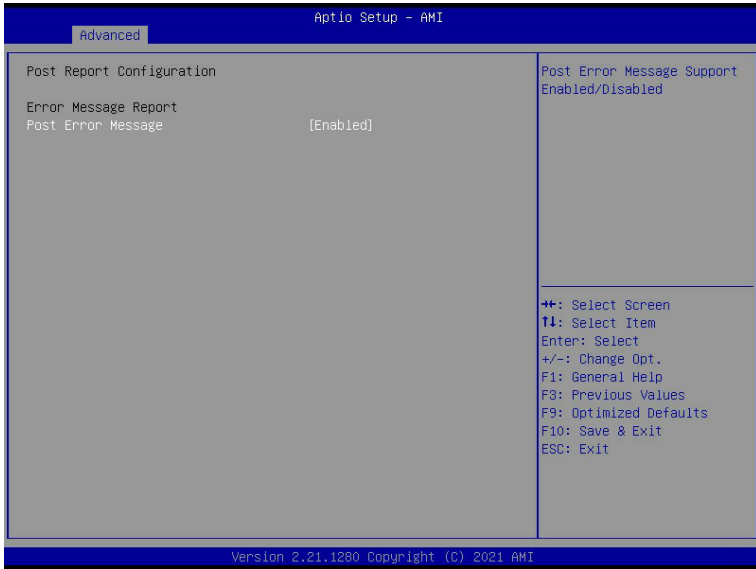 Aptio Setup – AMI
Advanced
Post Report Configuration
Error Message Report
Post Error Message [Enabled]
Post Error Message Support
Enabled/Disabled
→←: Select Screen
↑↓: Select Item
Enter: Select
+/-: Change Opt.
F1: General Help
F3: Previous Values
F9: Optimized Defaults
F10: Save & Exit
ESC: Exit
Version 2.21.1280 Copyright (C) 2021 AMI